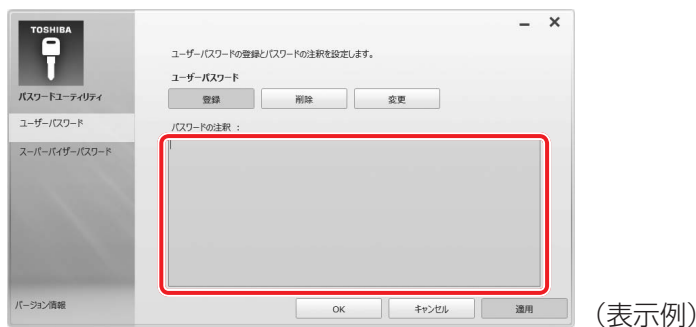 TOSHIBA
パスワードユーティリティ
ユーザーパスワード
スーパーバイザーパスワード
バージョン情報
ユーザーパスワードの登録とパスワードの注釈を設定します。
ユーザーパスワード
登録 削除 変更
パスワードの注釈 :
OK キャンセル 適用
(表示例)